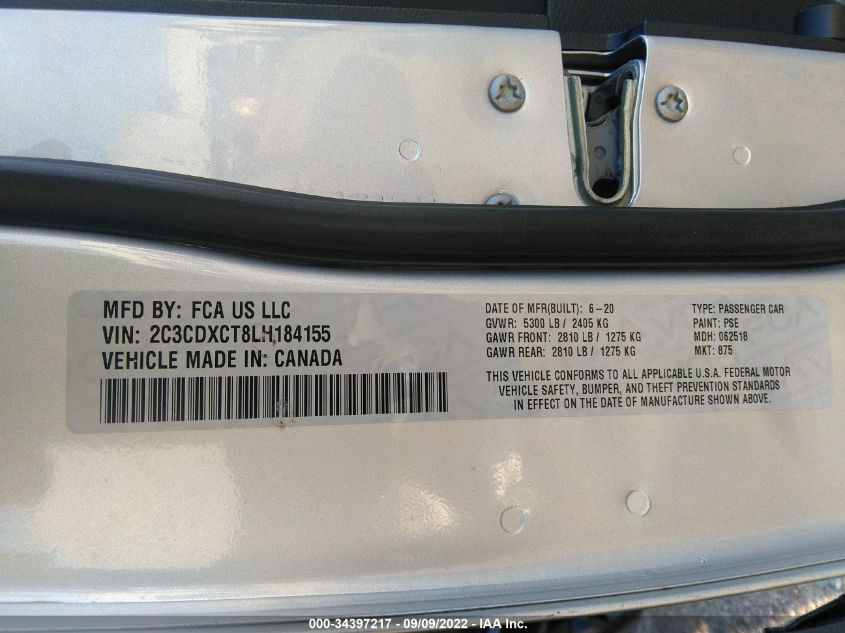 MFD BY: FCA US LLC
VIN: 2C3CDXCT8LH184155
VEHICLE MADE IN: CANADA
DATE OF MFR(BUILT): 6-20
GVWR: 5300 LB / 2405 KG
GAWR FRONT: 2810 LB / 1275 KG
GAWR REAR: 2810 LB / 1275 KG
TYPE: PASSENGER CAR
PAINT: PSE
MDH: 062518
MKT: 875
THIS VEHICLE CONFORMS TO ALL APPLICABLE U.S.A. FEDERAL MOTOR
VEHICLE SAFETY, BUMPER, AND THEFT PREVENTION STANDARDS
IN EFFECT ON THE DATE OF MANUFACTURE SHOWN ABOVE.
000-34397217 - 09/09/2022 - IAA Inc.